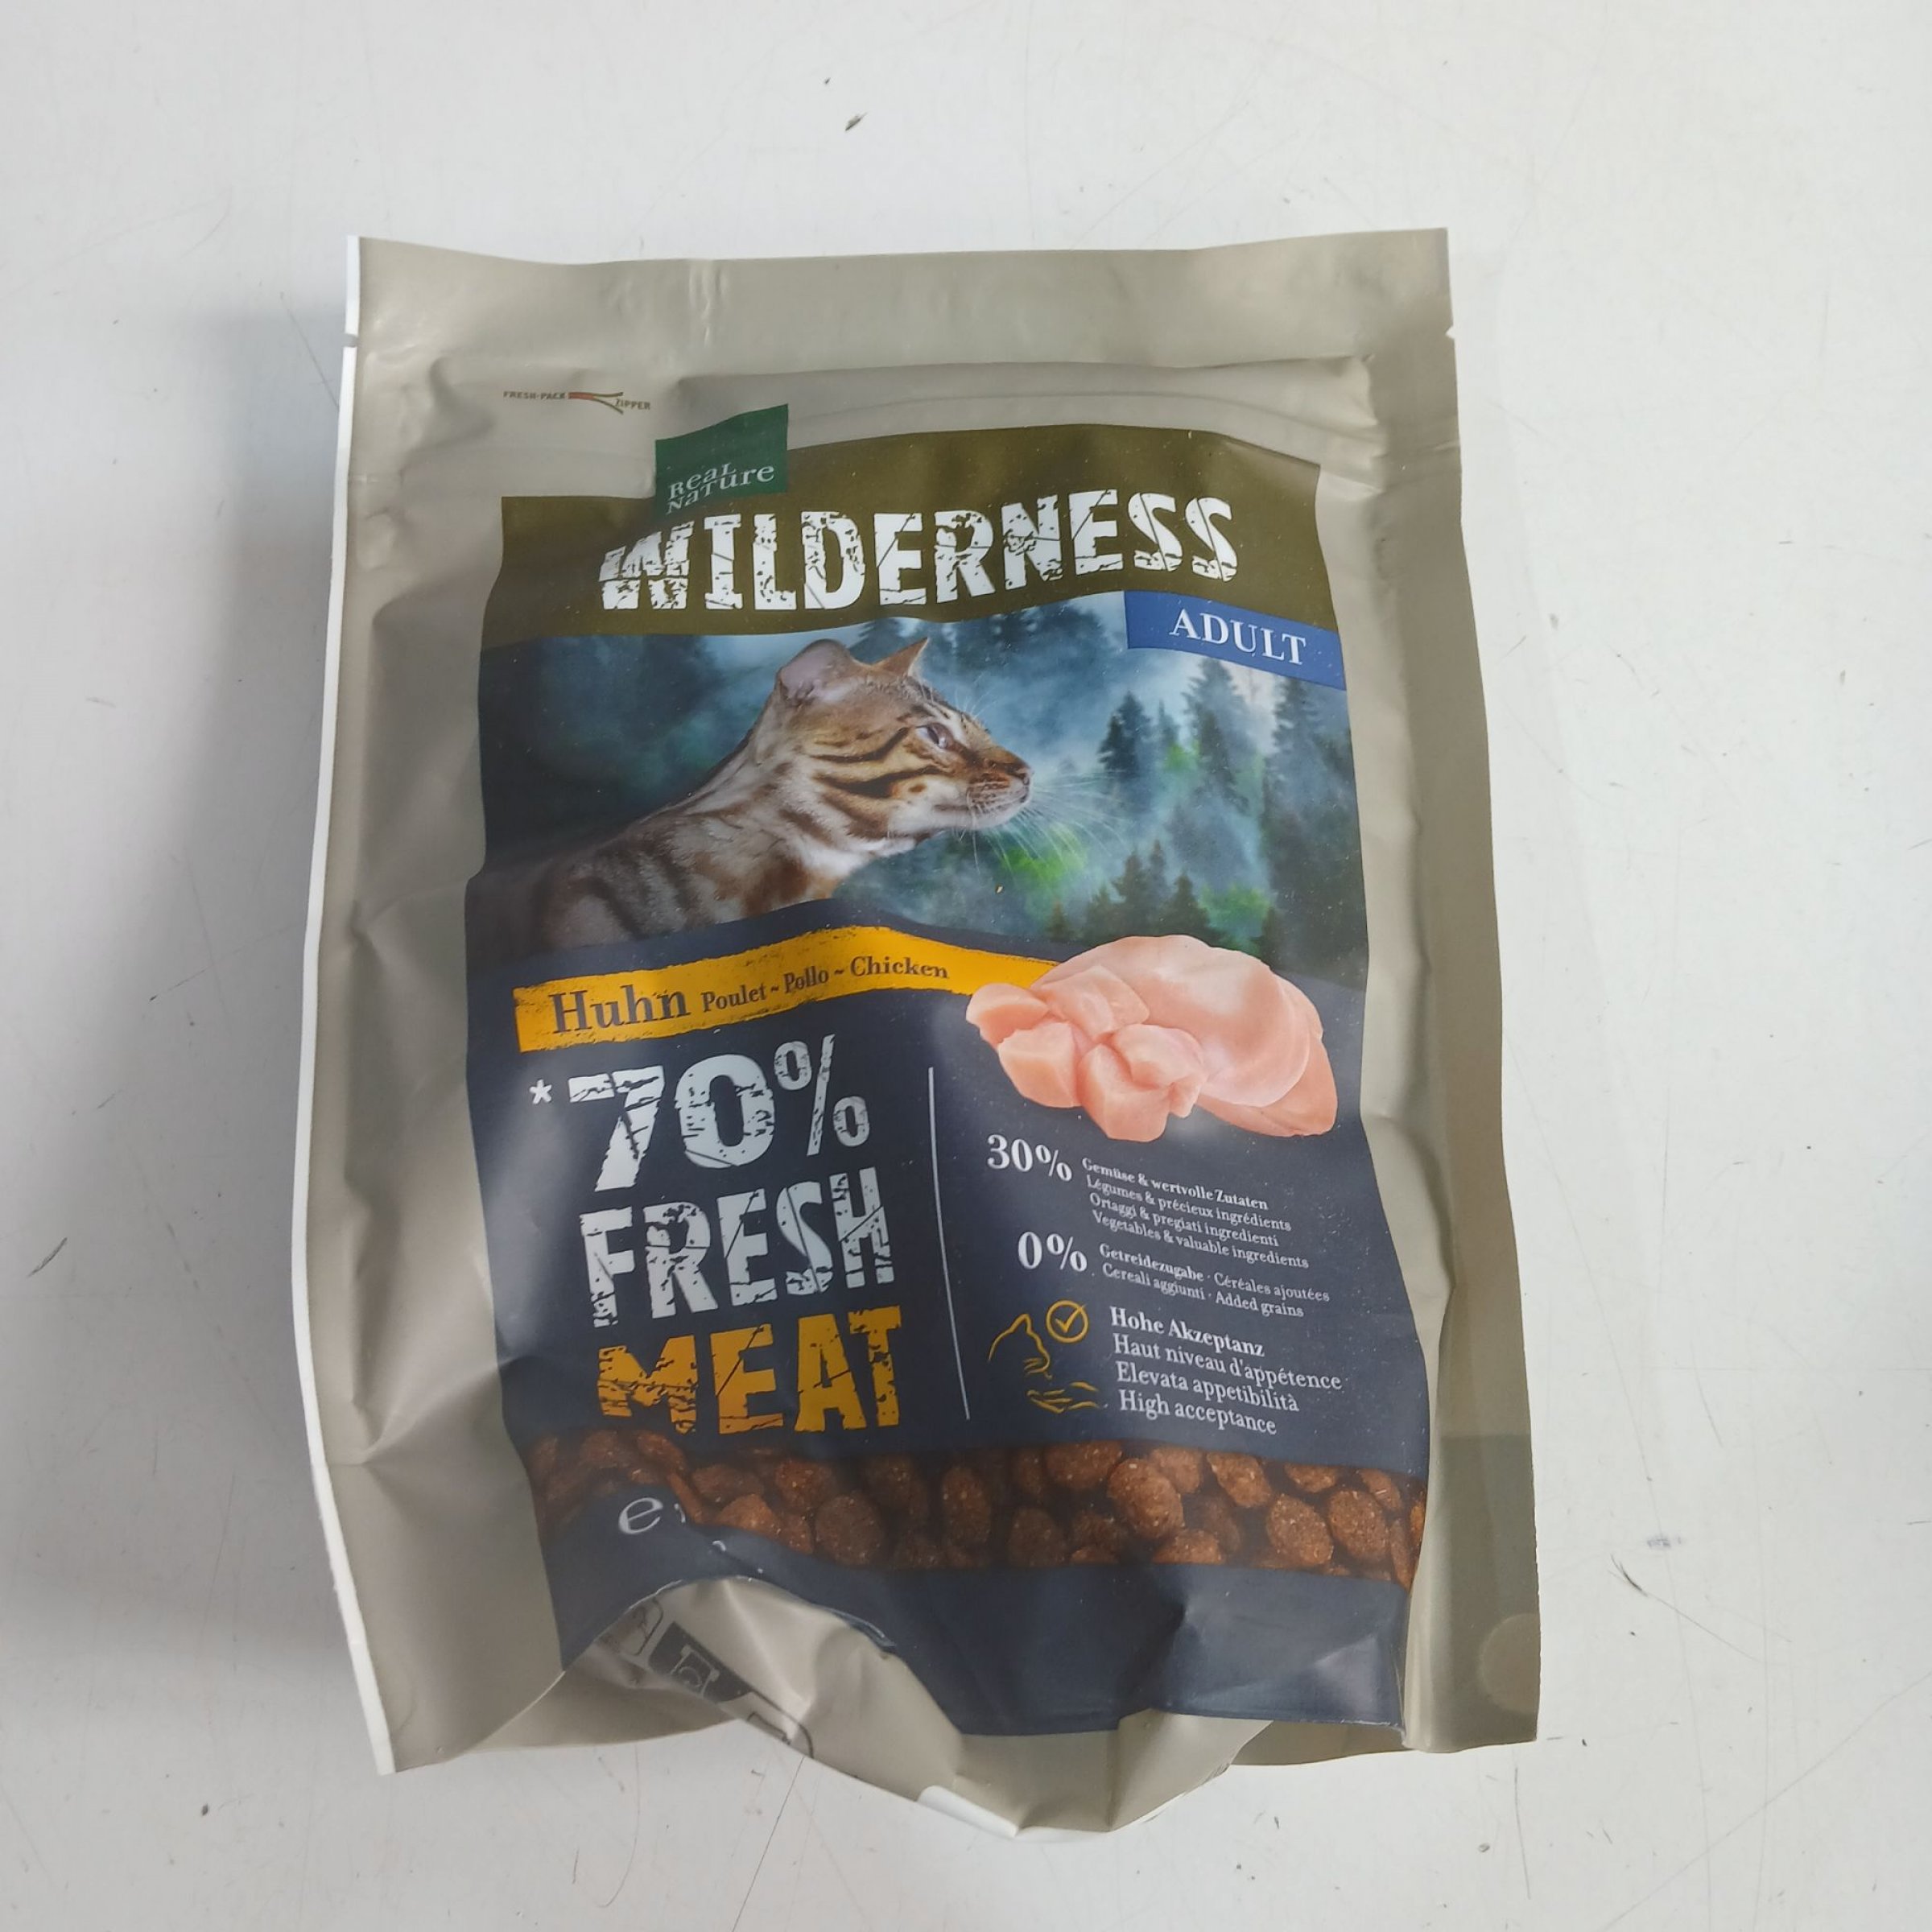 FRESH-PACK ZIPPER
Real
Nature
WILDERNESS
ADULT
Huhn Poulet ~ Pollo ~ Chicken
*70%
FRESH
MEAT
30% Gemüse & wertvolle Zutaten
Légumes & précieux ingrédients
Ortaggi & pregiati ingredienti
Vegetables & valuable ingredients
0% Getreidezugabe · Céréales ajoutées
Cereali aggiunti · Added grains
Hohe Akzeptanz
Haut niveau d'appétence
Elevata appetibilità
High acceptance
e